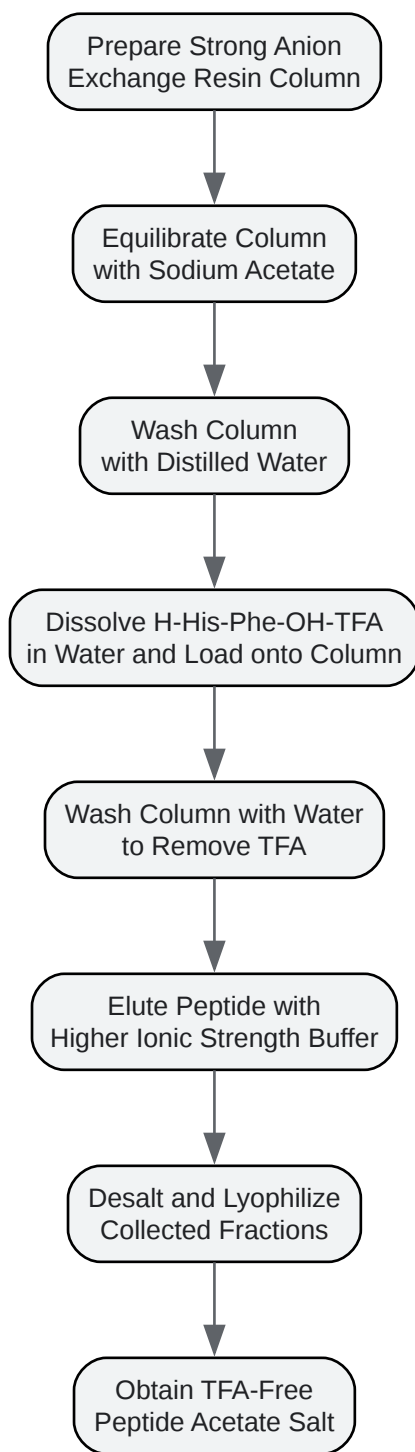 Prepare Strong Anion
Exchange Resin Column
Equilibrate Column
with Sodium Acetate
Wash Column
with Distilled Water
Dissolve H-His-Phe-OH-TFA
in Water and Load onto Column
Wash Column with Water
to Remove TFA
Elute Peptide with
Higher Ionic Strength Buffer
Desalt and Lyophilize
Collected Fractions
Obtain TFA-Free
Peptide Acetate Salt